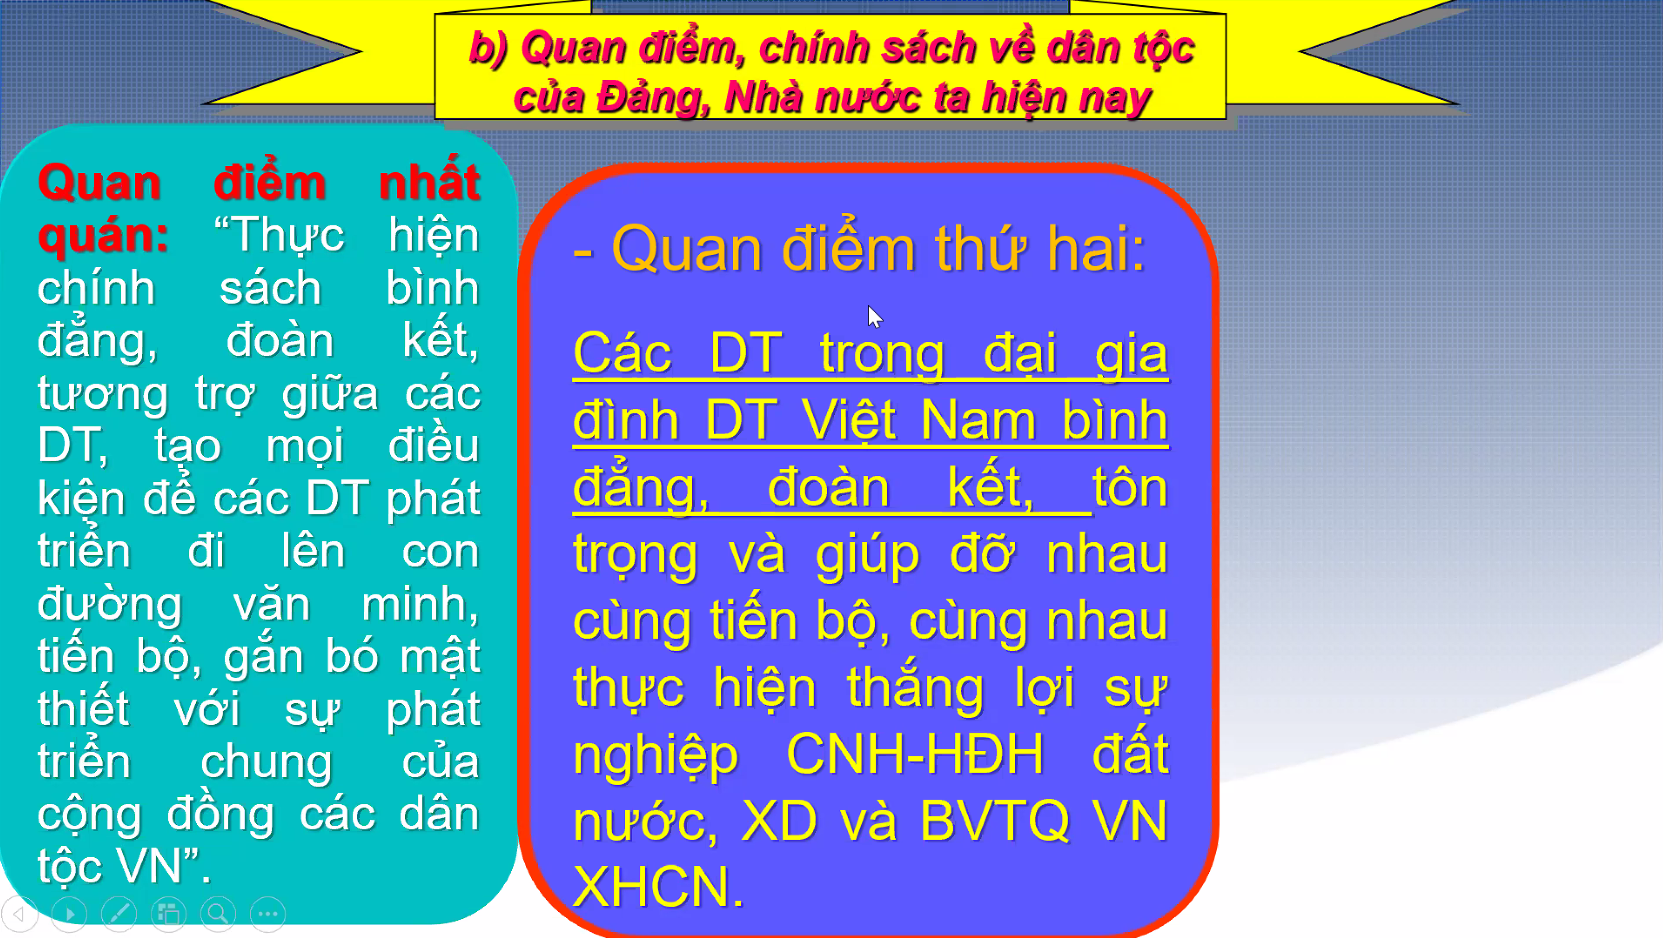 b) Quan điểm, chính sách về dân tộc
của Đảng, Nhà nước ta hiện nay
Quan điểm nhất
quán: “Thực hiện
chính sách bình
đẳng, đoàn kết,
tương trợ giữa các
DT, tạo mọi điều
kiện để các DT phát
triển đi lên con
đường văn minh,
tiến bộ, gắn bó mật
thiết với sự phát
triển chung của
cộng đồng các dân
tộc VN”.
- Quan điểm thứ hai:
Các DT trong đại gia
đình DT Việt Nam bình
đẳng, đoàn kết, tôn
trọng và giúp đỡ nhau
cùng tiến bộ, cùng nhau
thực hiện thắng lợi sự
nghiệp CNH-HĐH đất
nước, XD và BVTQ VN
XHCN.